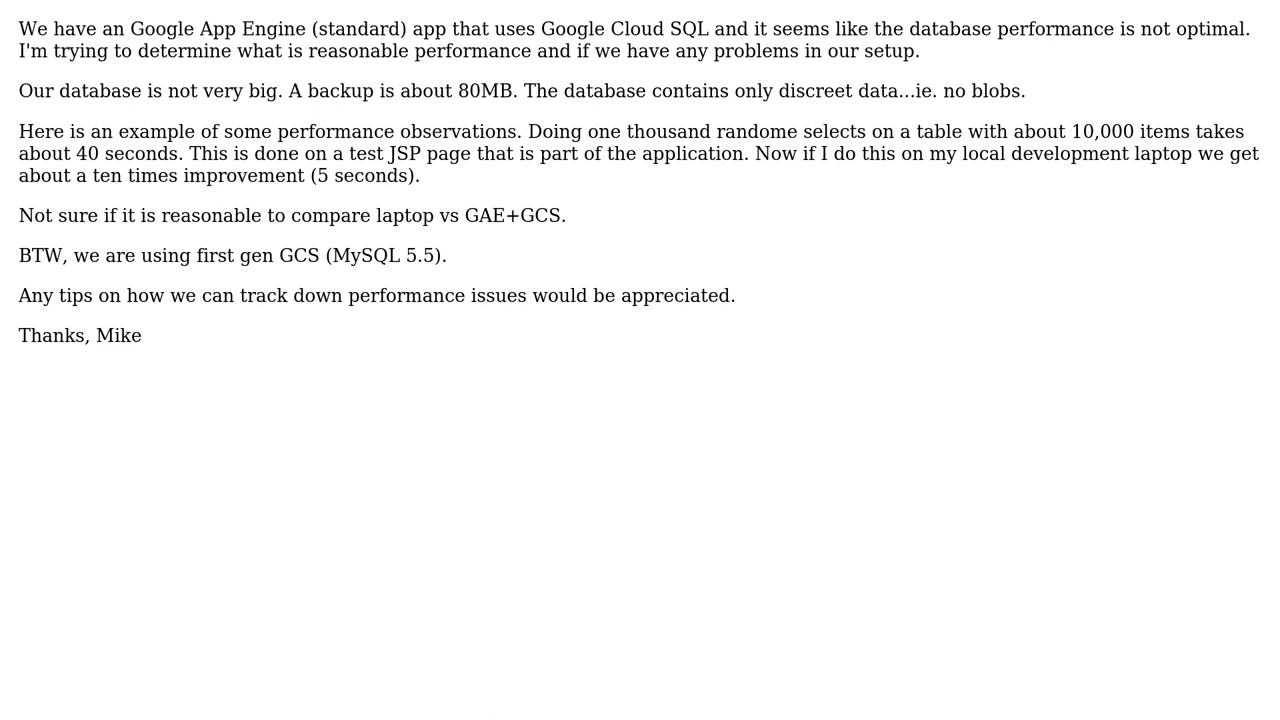 We have an Google App Engine (standard) app that uses Google Cloud SQL and it seems like the database performance is not optimal.
I'm trying to determine what is reasonable performance and if we have any problems in our setup.
Our database is not very big. A backup is about 80MB. The database contains only discreet data...ie. no blobs.
Here is an example of some performance observations. Doing one thousand randome selects on a table with about 10,000 items takes
about 40 seconds. This is done on a test JSP page that is part of the application. Now if I do this on my local development laptop we get
about a ten times improvement (5 seconds).
Not sure if it is reasonable to compare laptop vs GAE+GCS.
BTW, we are using first gen GCS (MySQL 5.5).
Any tips on how we can track down performance issues would be appreciated.
Thanks, Mike